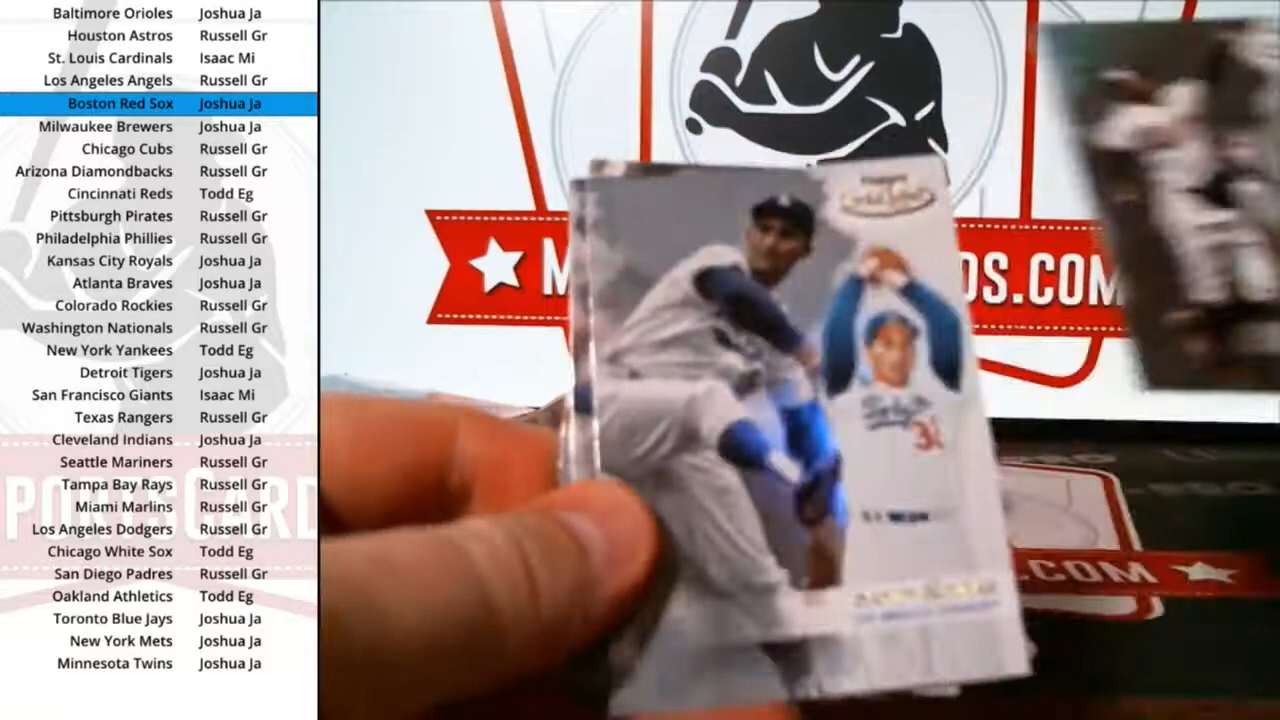 Baltimore Orioles Joshua Ja
Houston Astros Russell Gr
St. Louis Cardinals Isaac Mi
Los Angeles Angels Russell Gr
Boston Red Sox Joshua Ja
Milwaukee Brewers Joshua Ja
Chicago Cubs Russell Gr
Arizona Diamondbacks Russell Gr
Cincinnati Reds Todd Eg
Pittsburgh Pirates Russell Gr
Philadelphia Phillies Russell Gr
Kansas City Royals Joshua Ja
Atlanta Braves Joshua Ja
Colorado Rockies Russell Gr
Washington Nationals Russell Gr
New York Yankees Todd Eg
Detroit Tigers Joshua Ja
San Francisco Giants Isaac Mi
Texas Rangers Russell Gr
Cleveland Indians Joshua Ja
Seattle Mariners Russell Gr
Tampa Bay Rays Russell Gr
Miami Marlins Russell Gr
Los Angeles Dodgers Russell Gr
Chicago White Sox Todd Eg
San Diego Padres Russell Gr
Oakland Athletics Todd Eg
Toronto Blue Jays Joshua Ja
New York Mets Joshua Ja
Minnesota Twins Joshua Ja
PORTSCARD
M
DS.COM
.COM